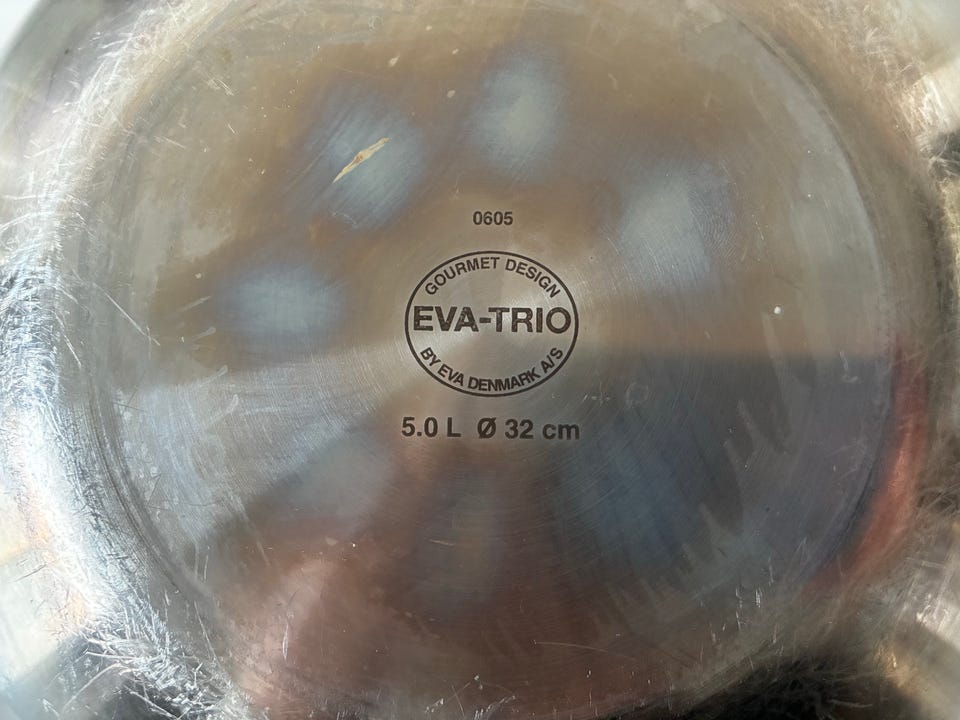 0605
GOURMET DESIGN
EVA-TRIO
BY EVA DENMARK A/S
5.0 L Ø 32 cm